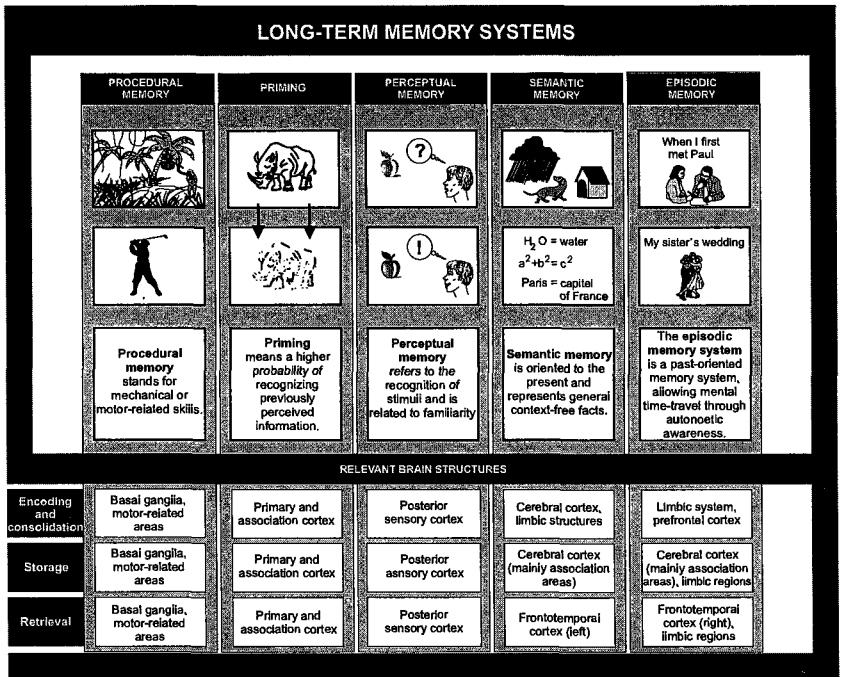 LONG-TERM MEMORY SYSTEMS
PROCEDURAL
MEMORY
PRIMING
PERCEPTUAL
MEMORY
SEMANTIC
MEMORY
EPISODIC
MEMORY
?
When I first
met Paul
!
H2O = water
a²+b²=c²
Paris = capitel
of France
My sister's wedding
Procedural
memory
stands for
mechanical or
motor-related skills.
Priming
means a higher
probability of
recognizing
previously
perceived
information.
Perceptual
memory
refers to the
recognition of
stimuli and is
related to familiarity
Semantic memory
is oriented to the
present and
represents general
context-free facts.
The episodic
memory system
is a past-oriented
memory system,
allowing mental
time-travel through
autonoetic
awareness.
RELEVANT BRAIN STRUCTURES
Encoding
and
consolidation
Basal ganglia,
motor-related
areas
Primary and
association cortex
Posterior
sensory cortex
Cerebral cortex,
limbic structures
Limbic system,
prefrontal cortex
Storage
Basal ganglia,
motor-related
areas
Primary and
association cortex
Posterior
asnsory cortex
Cerebral cortex
(mainly association
areas)
Cerebral cortex
(mainly association
areas), limbic regions
Retrieval
Basal ganglia,
motor-related
areas
Primary and
association cortex
Posterior
sensory cortex
Frontotemporal
cortex (left)
Frontotemporal
cortex (right),
limbic regions